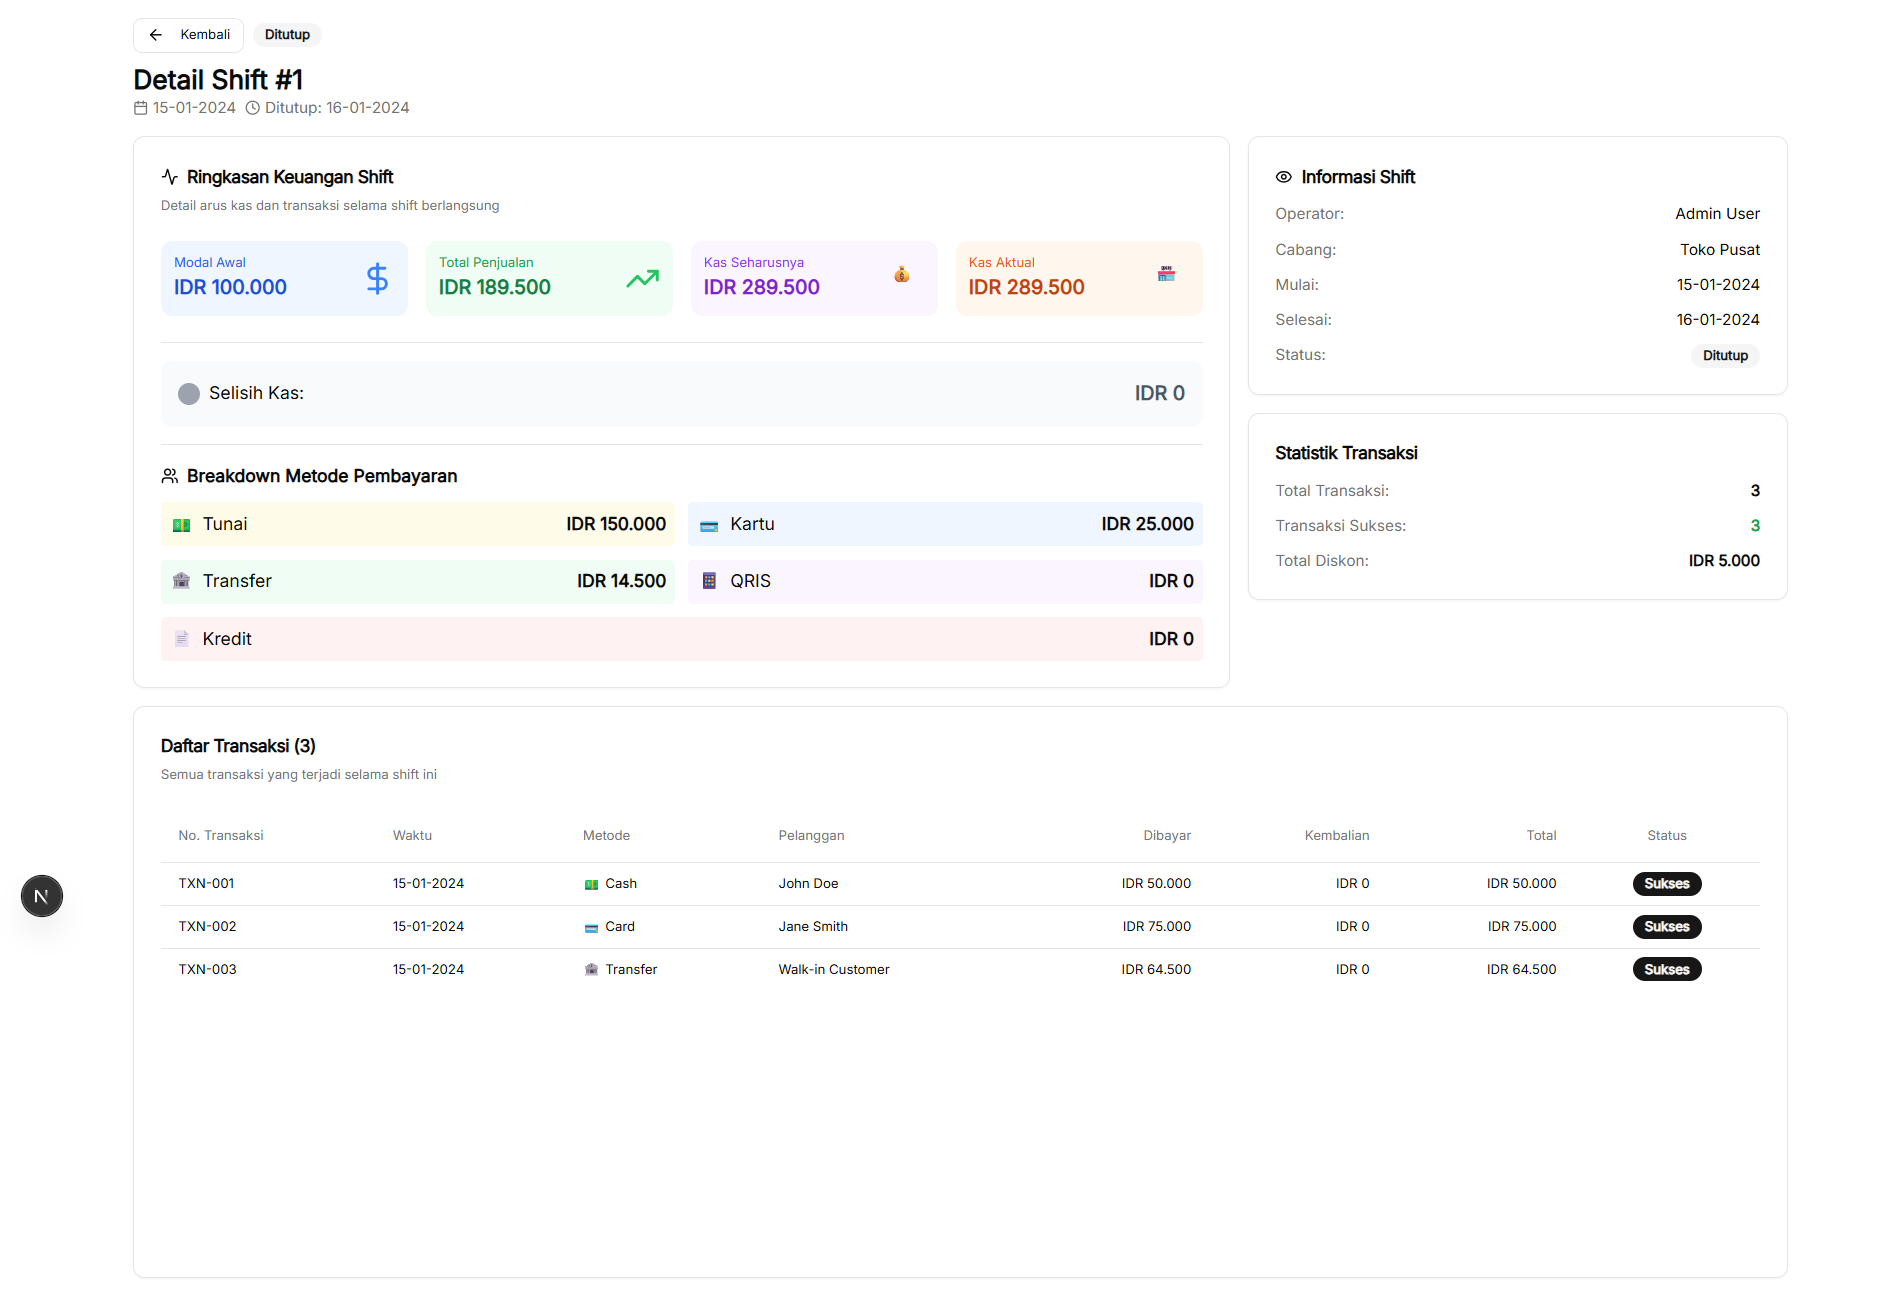 Kembali Ditutup
Detail Shift #1
15-01-2024 Ditutup: 16-01-2024
Ringkasan Keuangan Shift
Detail arus kas dan transaksi selama shift berlangsung
Modal Awal
IDR 100.000
Total Penjualan
IDR 189.500
Kas Seharusnya
IDR 289.500
Kas Aktual
IDR 289.500
Selisih Kas: IDR 0
Breakdown Metode Pembayaran
Tunai IDR 150.000
Kartu IDR 25.000
Transfer IDR 14.500
QRIS IDR 0
Kredit IDR 0
Informasi Shift
Operator: Admin User
Cabang: Toko Pusat
Mulai: 15-01-2024
Selesai: 16-01-2024
Status: Ditutup
Statistik Transaksi
Total Transaksi: 3
Transaksi Sukses: 3
Total Diskon: IDR 5.000
Daftar Transaksi (3)
Semua transaksi yang terjadi selama shift ini
No. Transaksi Waktu Metode Pelanggan Dibayar Kembalian Total Status
TXN-001 15-01-2024 Cash John Doe IDR 50.000 IDR 0 IDR 50.000 Sukses
TXN-002 15-01-2024 Card Jane Smith IDR 75.000 IDR 0 IDR 75.000 Sukses
TXN-003 15-01-2024 Transfer Walk-in Customer IDR 64.500 IDR 0 IDR 64.500 Sukses
N